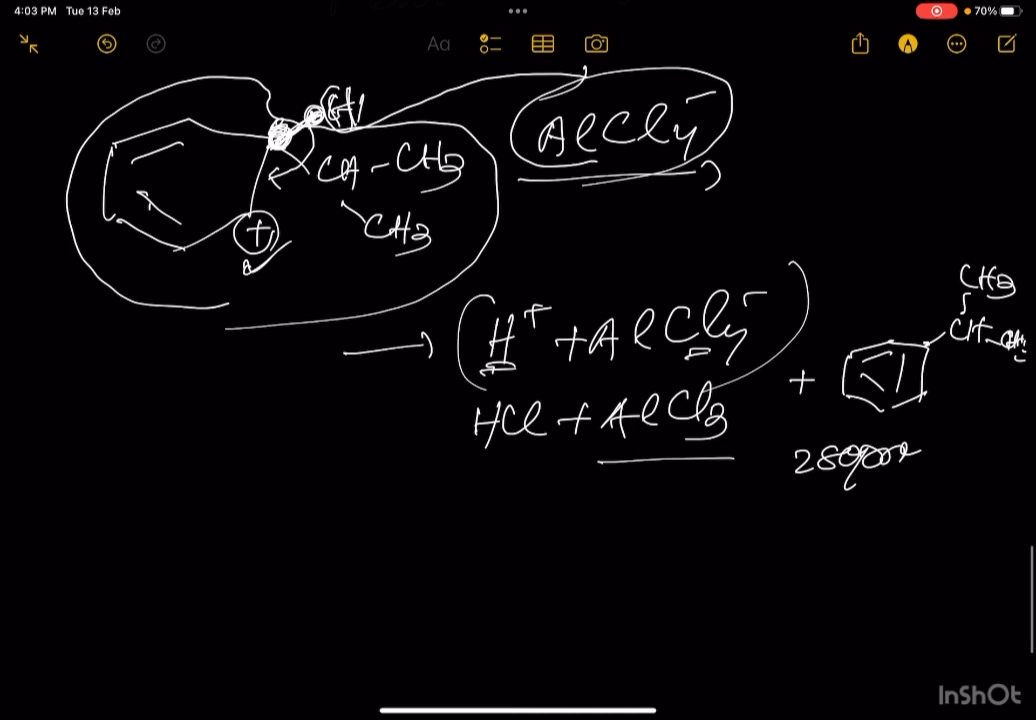 4:03 PM Tue 13 Feb
70%
Aa
H
AlCl4-
CH-CH3
CH3
+
CH3
(H+ + AlCl4-)
CH-CH3
+
HCl + AlCl3
InShOt